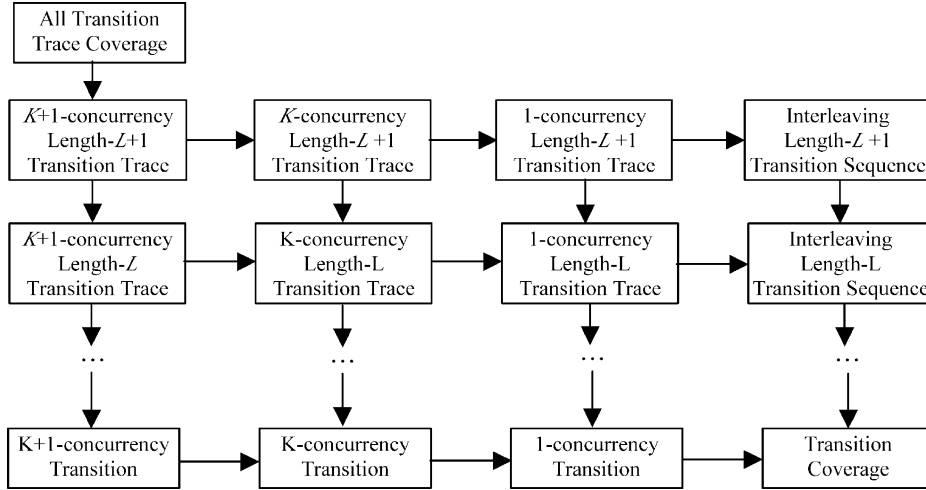 All Transition
Trace Coverage
K+1-concurrency
Length-L+1
Transition Trace
K-concurrency
Length-L +1
Transition Trace
1-concurrency
Length-L +1
Transition Trace
Interleaving
Length-L +1
Transition Sequence
K+1-concurrency
Length-L
Transition Trace
K-concurrency
Length-L
Transition Trace
1-concurrency
Length-L
Transition Trace
Interleaving
Length-L
Transition Sequence
...
...
...
...
K+1-concurrency
Transition
K-concurrency
Transition
1-concurrency
Transition
Transition
Coverage